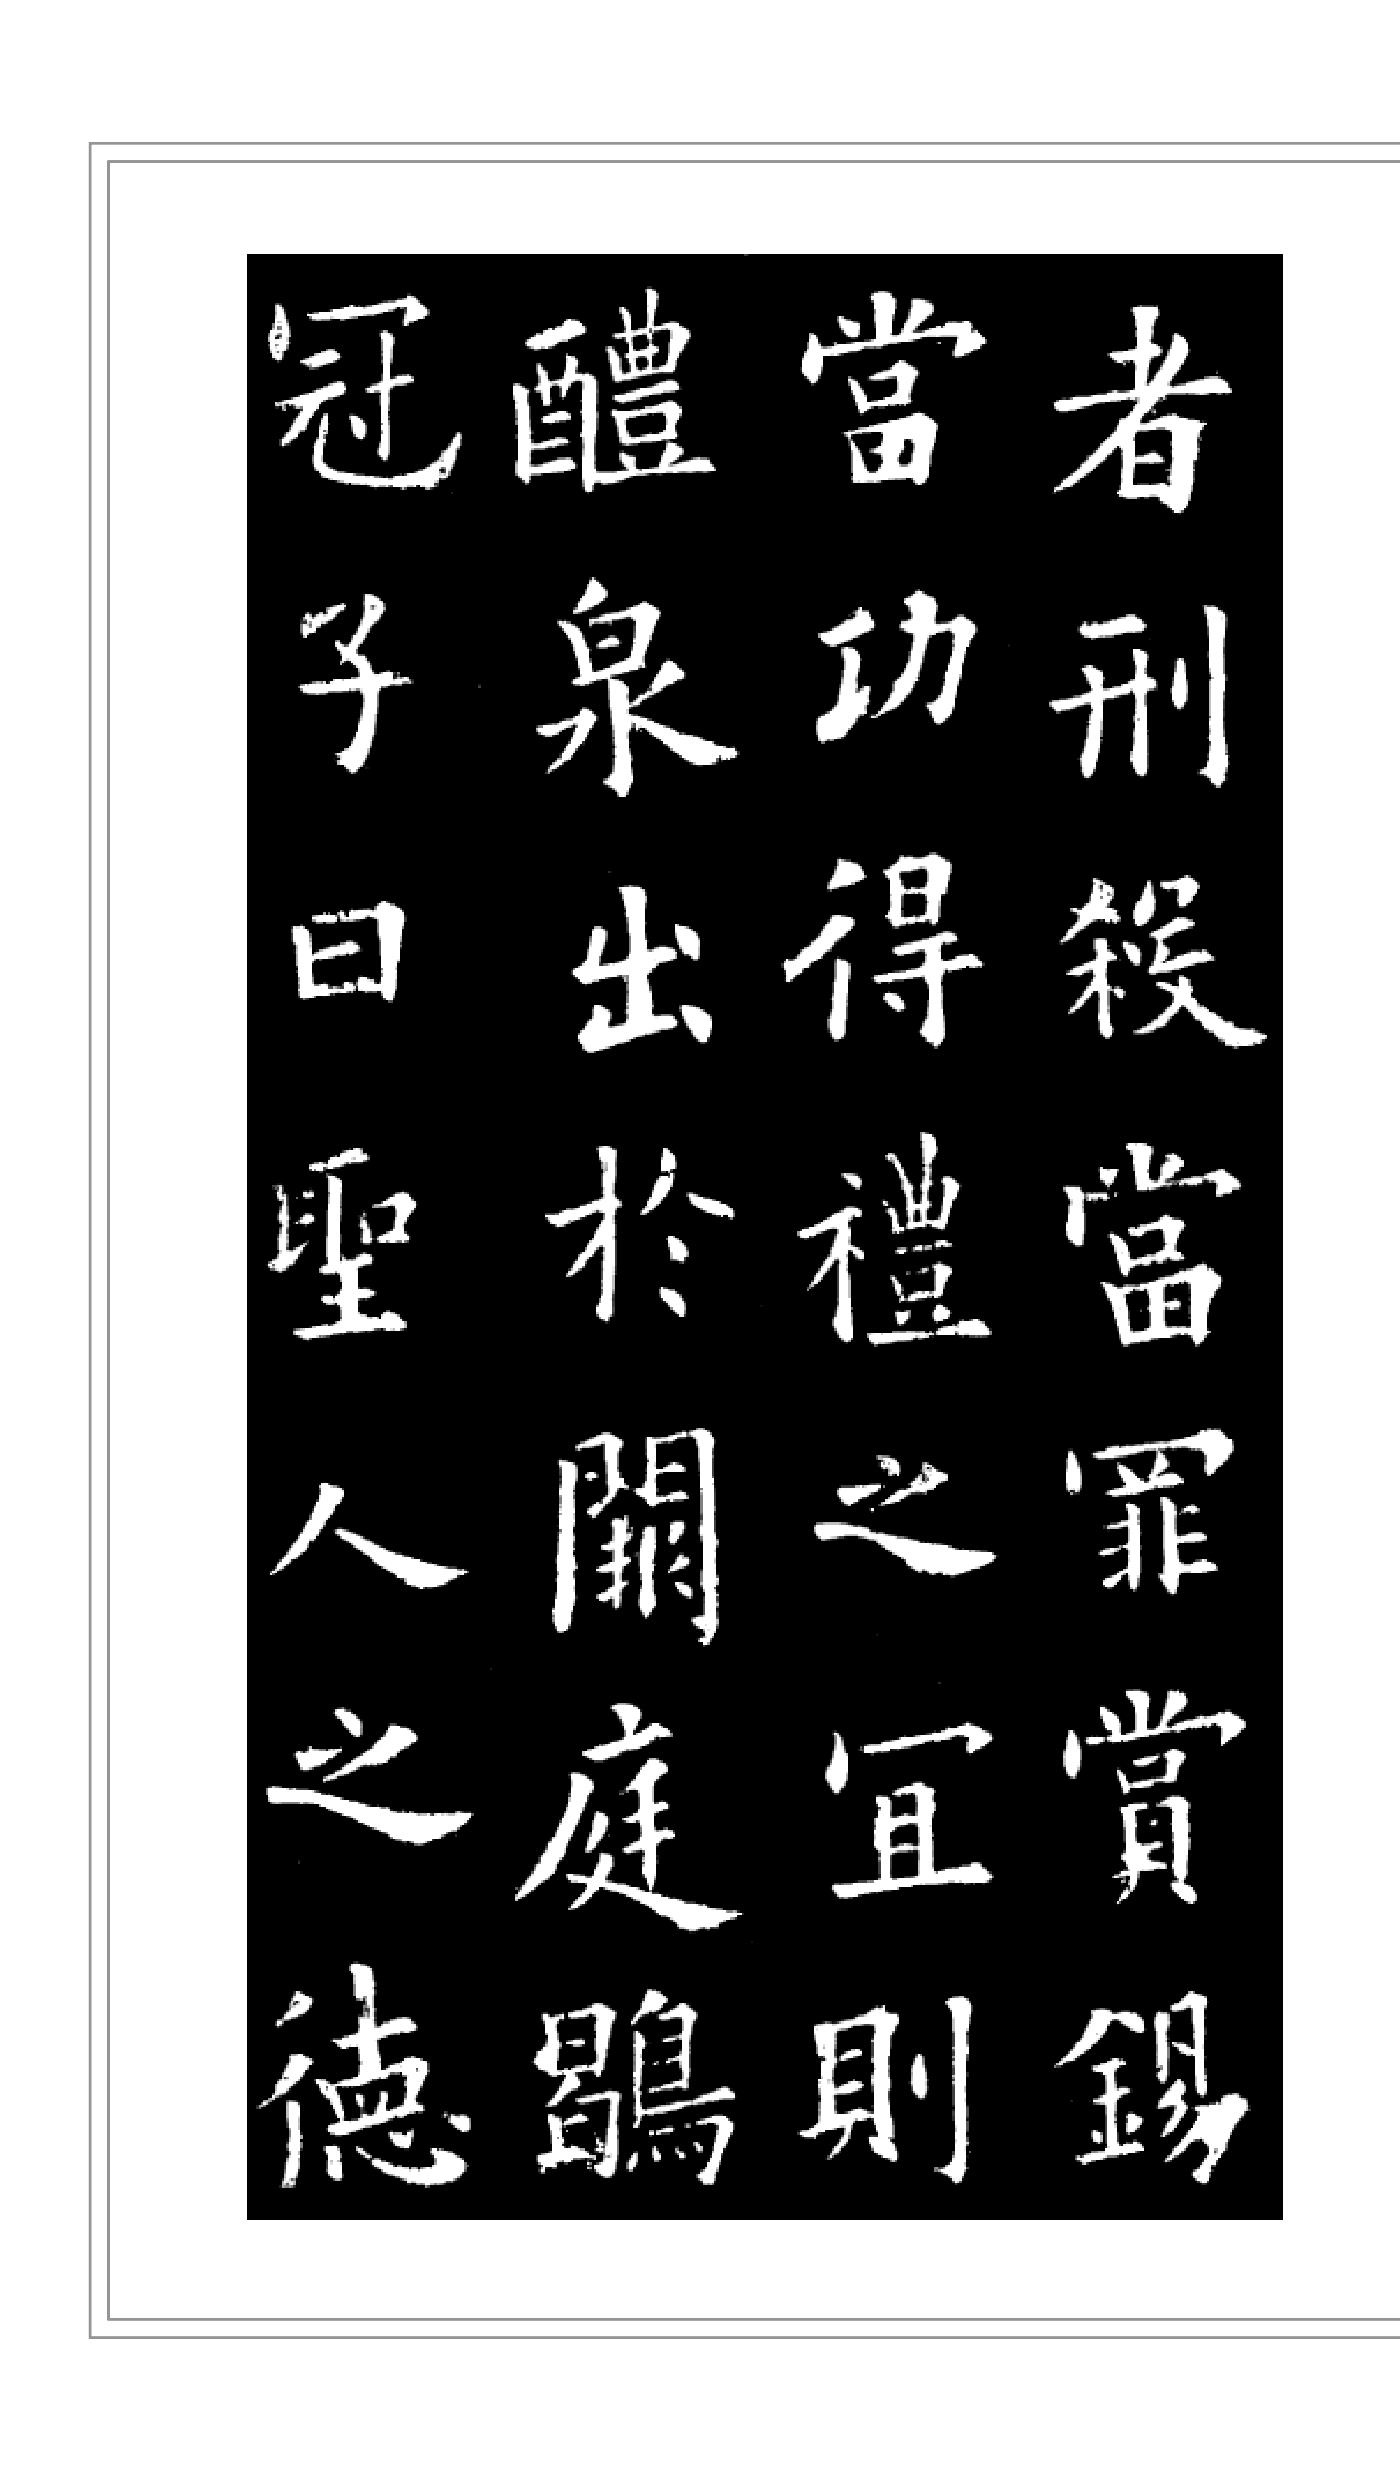 者刑殺當罪賞錫
當功得禮之宜則
醴泉出於闕庭鶡
冠子曰聖人之德